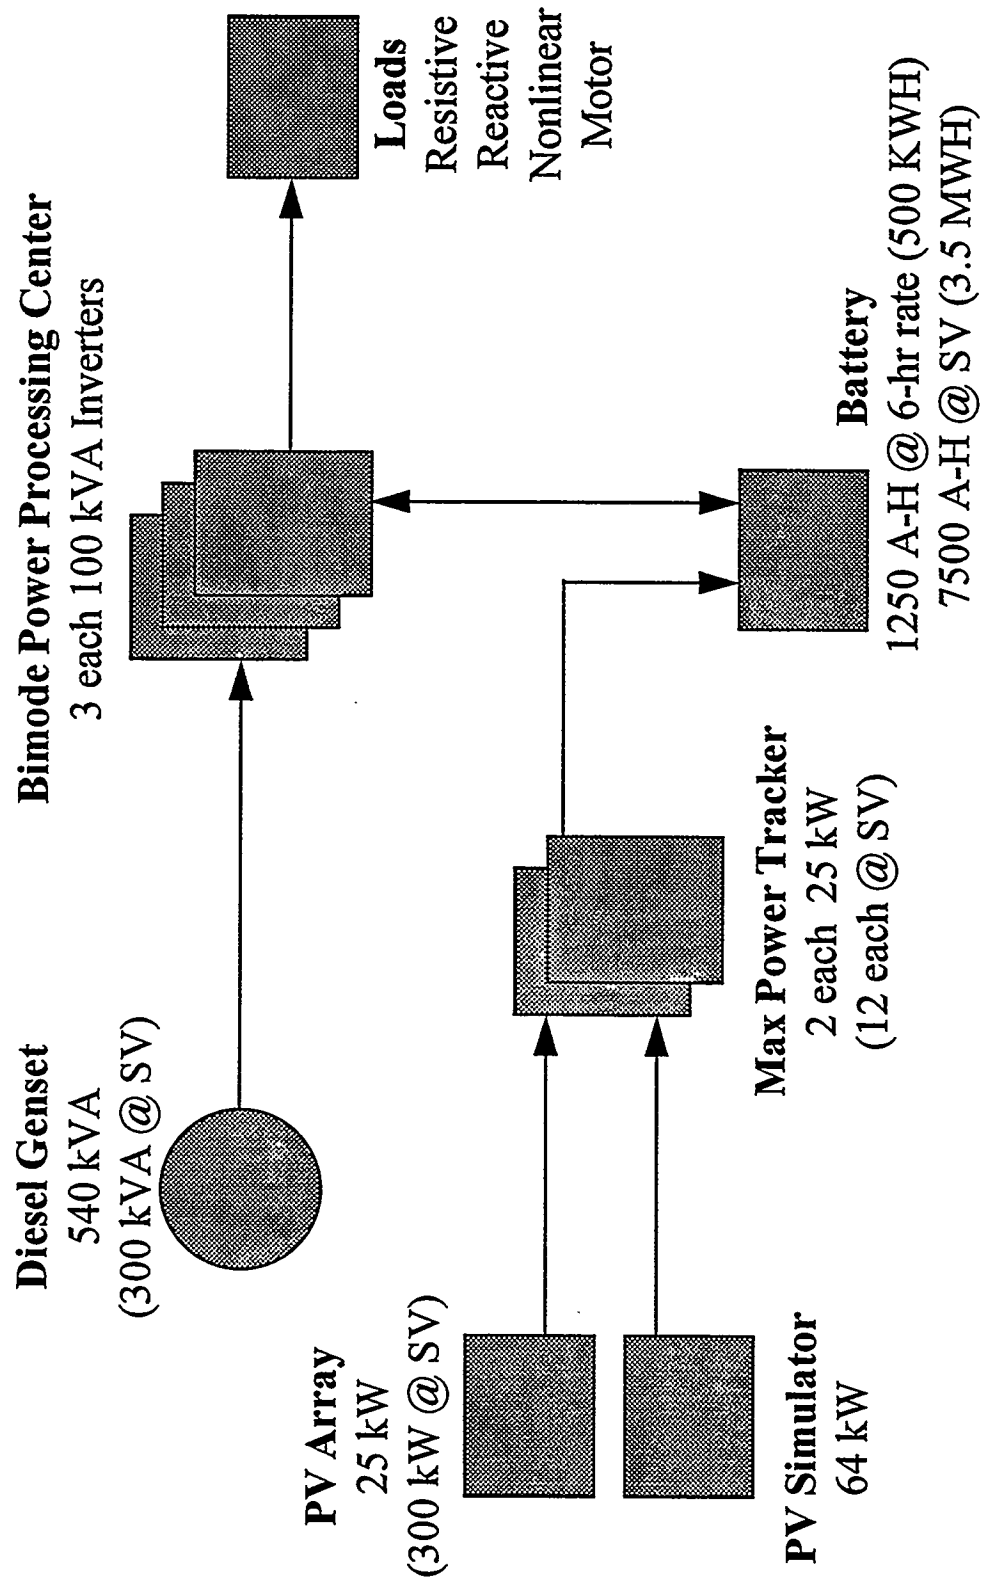 Diesel Genset
540 kVA
(300 kVA @ SV)
Bimode Power Processing Center
3 each 100 kVA Inverters
Loads
Resistive
Reactive
Nonlinear
Motor
PV Array
25 kW
(300 kW @ SV)
PV Simulator
64 kW
Max Power Tracker
2 each 25 kW
(12 each @ SV)
Battery
1250 A-H @ 6-hr rate (500 KWH)
7500 A-H @ SV (3.5 MWH)